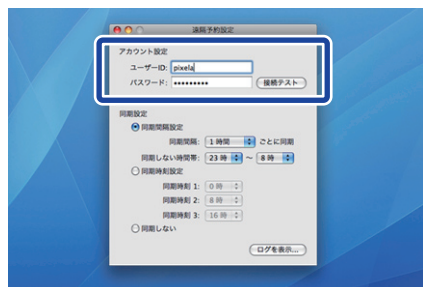 遠隔予約設定
アカウント設定
ユーザーID: pixela
パスワード: •••••••••
接続テスト
同期設定
同期間隔設定
同期間隔: 1 時間 ごとに同期
同期しない時間帯: 23 時 ~ 8 時
同期時刻設定
同期時刻 1: 0 時
同期時刻 2: 8 時
同期時刻 3: 16 時
同期しない
ログを表示...